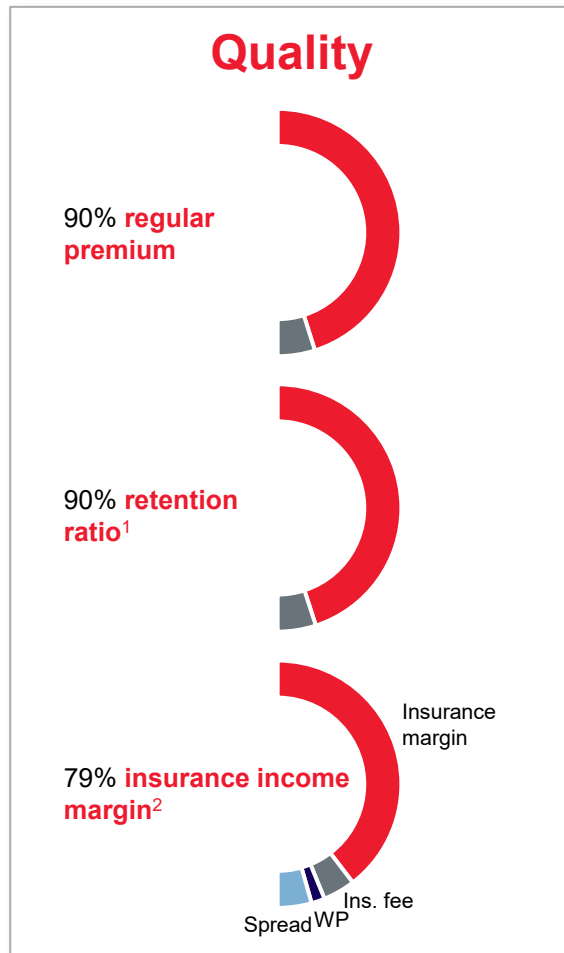 Quality
90% regular
premium
90% retention
ratio1
Insurance
margin
79% insurance income
margin2
Ins. fee
WP
Spread